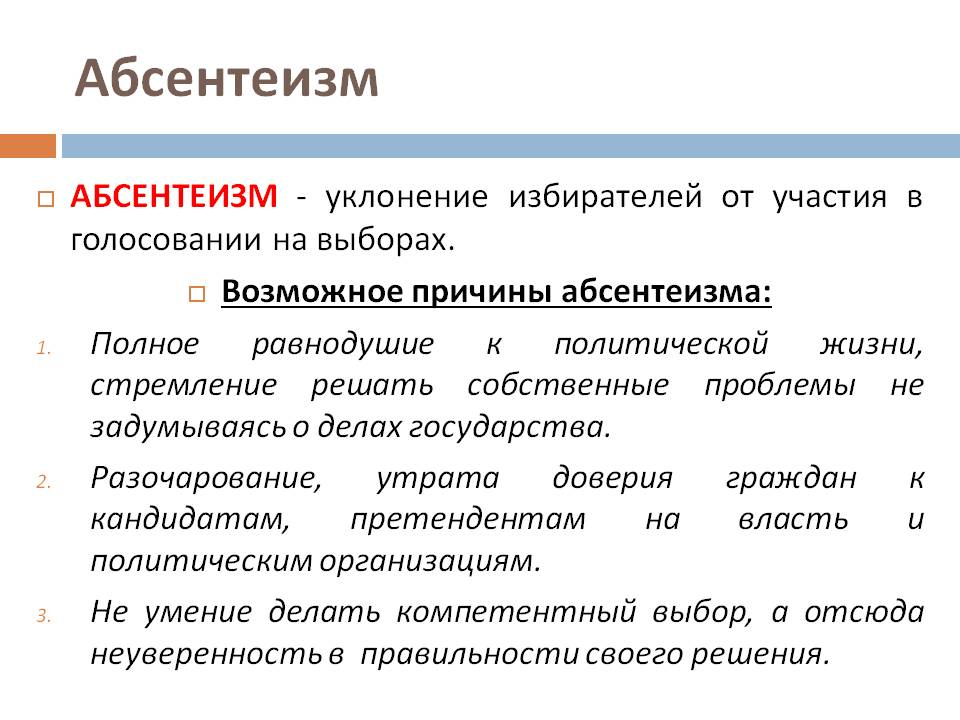 Абсентеизм
АБСЕНТЕИЗМ - уклонение избирателей от участия в
голосовании на выборах.
Возможное причины абсентеизма:
1. Полное равнодушие к политической жизни,
стремление решать собственные проблемы не
задумываясь о делах государства.
2. Разочарование, утрата доверия граждан к
кандидатам, претендентам на власть и
политическим организациям.
3. Не умение делать компетентный выбор, а отсюда
неуверенность в правильности своего решения.